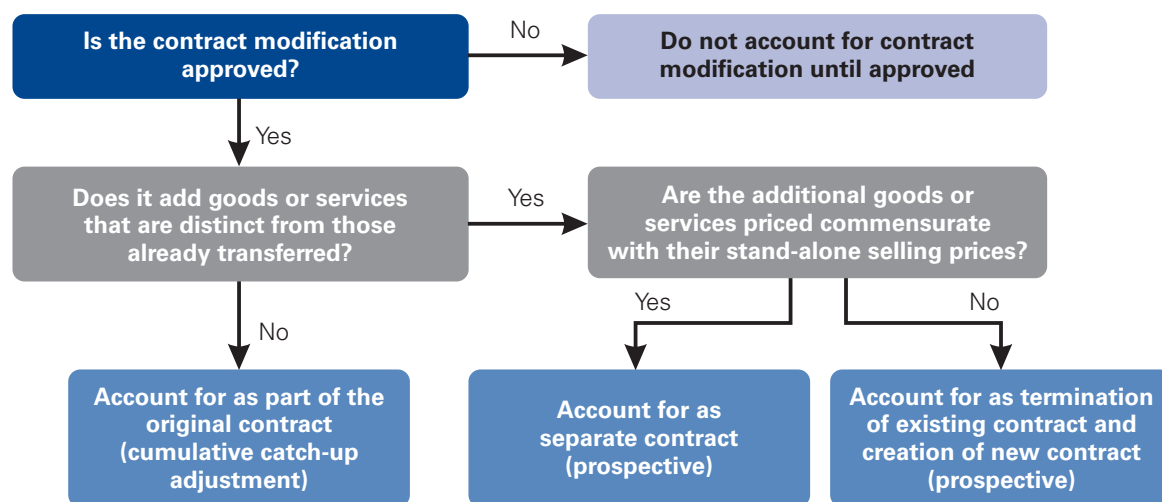 Is the contract modification
approved?
No
Do not account for contract
modification until approved
Yes
Does it add goods or services
that are distinct from those
already transferred?
Yes
Are the additional goods or
services priced commensurate
with their stand-alone selling prices?
No
Yes
No
Account for as part of the
original contract
(cumulative catch-up
adjustment)
Account for as
separate contract
(prospective)
Account for as termination
of existing contract and
creation of new contract
(prospective)